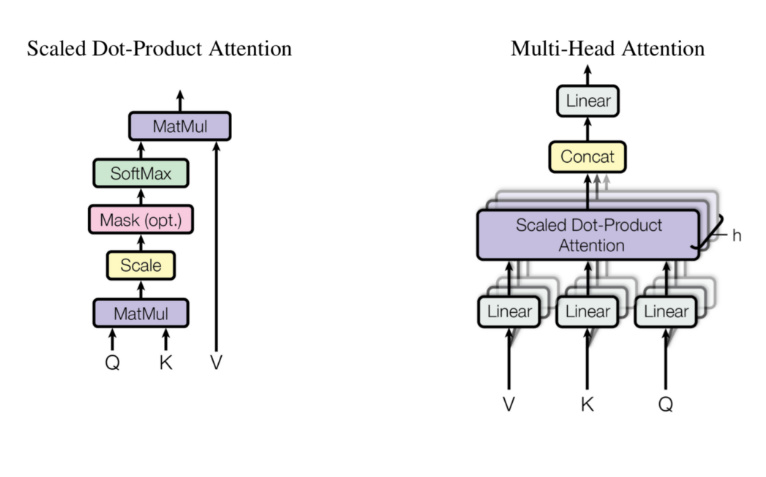 Scaled Dot-Product Attention
MatMul
SoftMax
Mask (opt.)
Scale
MatMul
Q K V
Multi-Head Attention
Linear
Concat
Scaled Dot-Product
Attention
h
Linear Linear Linear
V K Q